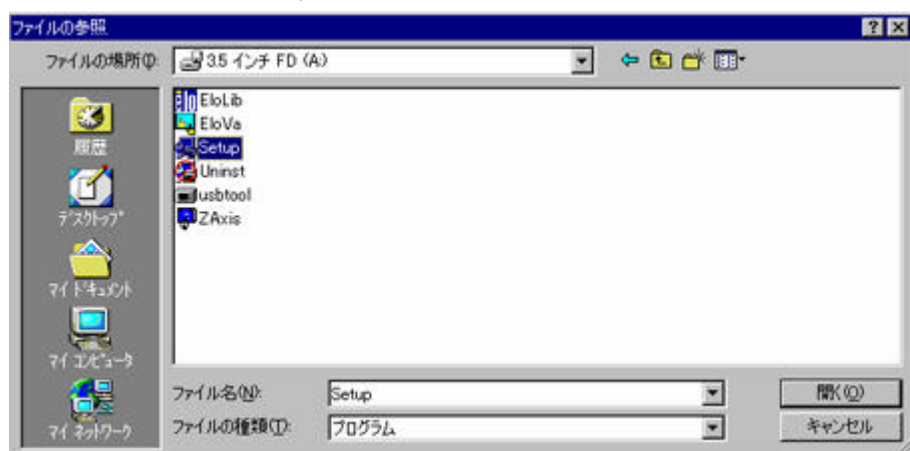 ファイルの参照
ファイルの場所(I):
3.5 インチ FD (A:)
履歴
デスクトップ
マイ ドキュメント
マイ コンピュータ
マイ ネットワーク
EloLib
EloVa
Setup
Uninst
usbtool
ZAxis
ファイル名(N):
Setup
開く(O)
ファイルの種類(T):
プログラム
キャンセル